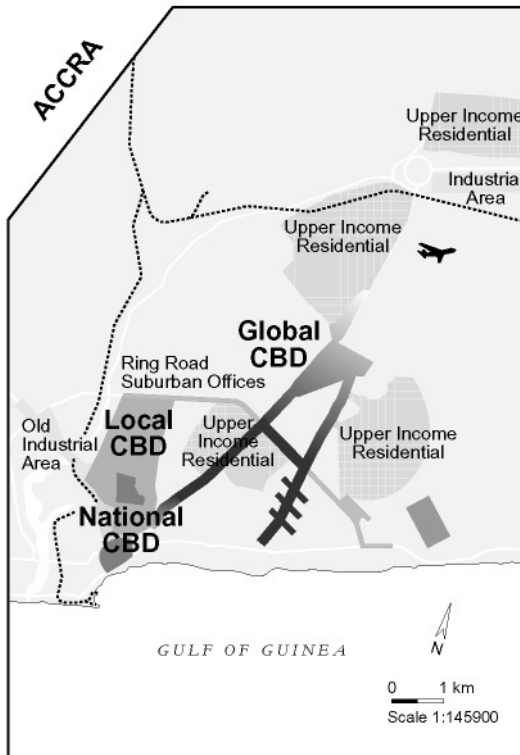 ACCRA
Upper Income
Residential
Industrial
Area
Upper Income
Residential
Global
CBD
Ring Road
Suburban Offices
Local
CBD
Upper
Income
Residential
Upper Income
Residential
Old
Industrial
Area
National
CBD
GULF OF GUINEA
N
0 1 km
Scale 1:145900